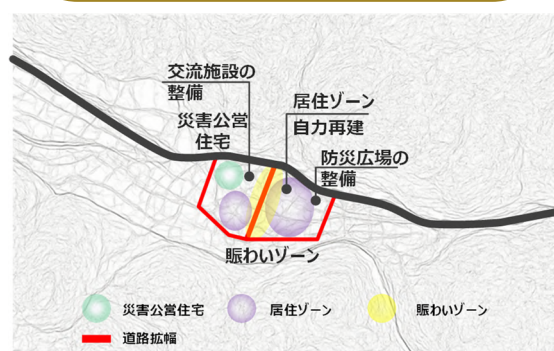 交流施設の
整備
災害公営
住宅
居住ゾーン
自力再建
防災広場の
整備
賑わいゾーン
災害公営住宅
居住ゾーン
賑わいゾーン
道路拡幅